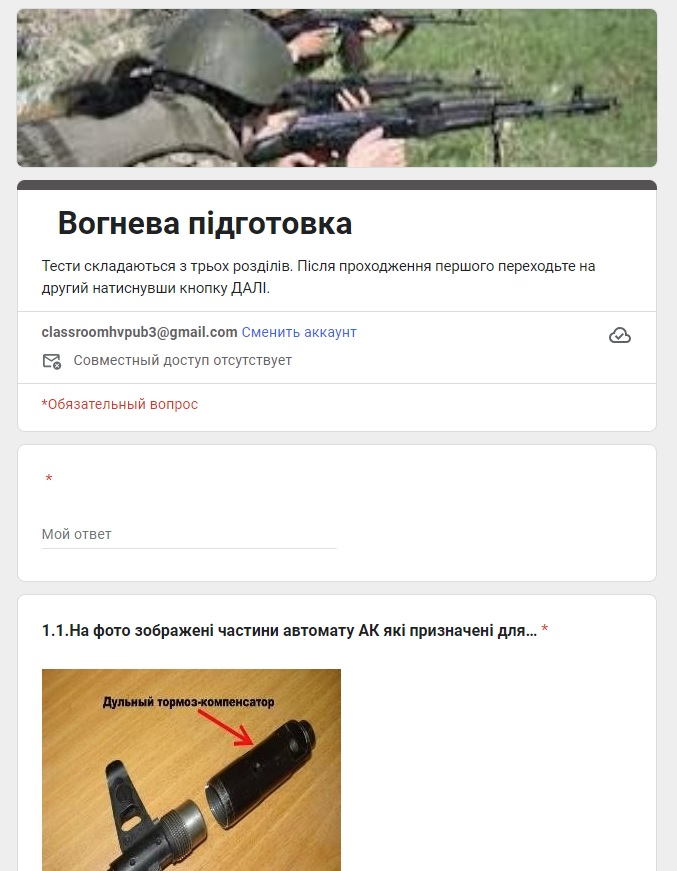 Вогнева підготовка
Тести складаються з трьох розділів. Після проходження першого переходьте на
другий натиснувши кнопку ДАЛІ.
classroomhvpub3@gmail.com Сменить аккаунт
Совместный доступ отсутствует
*Обязательный вопрос
*
Мой ответ
1.1.На фото зображені частини автомату АК які призначені для... *
Дульный тормоз-компенсатор